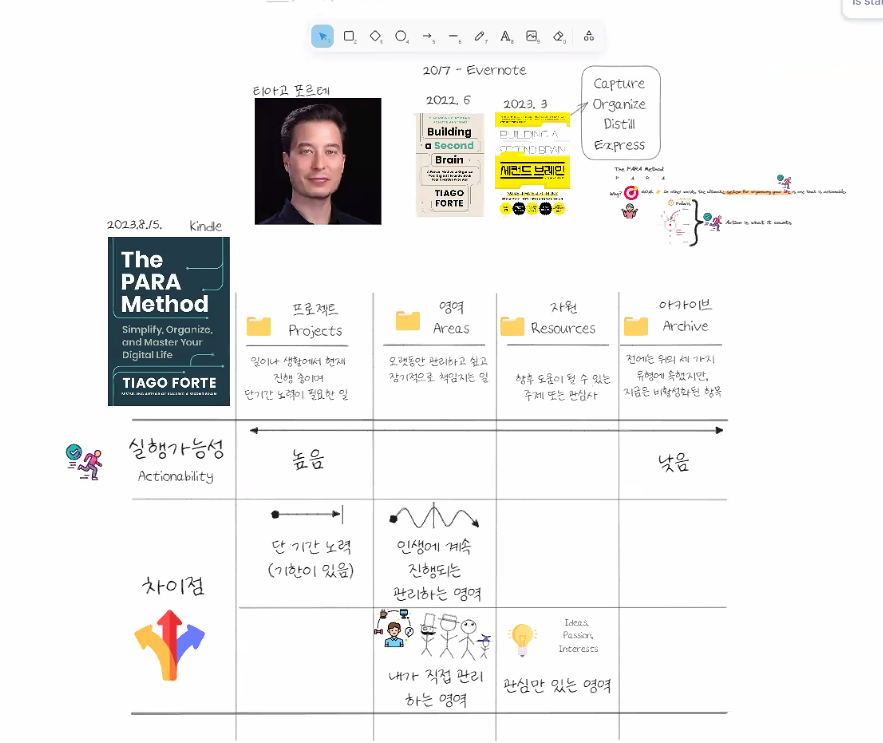 is star
2017 - Evernote
티아고 포르테
2022. 6
2023. 3
Capture
Organize
Distill
Express
Building
a Second
Brain
TIAGO
FORTE
BUILDING A
SECOND BRAIN
세컨드 브레인
The PARA Method
P A R A
Why?
Action is what it counts.
2023.8.15. Kindle
The
PARA
Method
Simplify, Organize,
and Master Your
Digital Life
TIAGO FORTE
프로젝트
Projects
영역
Areas
자원
Resources
아카이브
Archive
일이나 생활에서 현재
진행 중이며
단기간 노력이 필요한 일
오랫동안 관리하고 싶고
장기적으로 책임지는 일
향후 도움이 될 수 있는
주제 또는 관심사
전에는 위의 세 가지
유형에 속했지만,
지금은 비활성화된 항목
실행가능성
Actionability
높음
낮음
차이점
단 기간 노력
(기한이 있음)
인생에 계속
진행되는
관리하는 영역
내가 직접 관리
하는 영역
Ideas,
Passion,
Interests
관심만 있는 영역